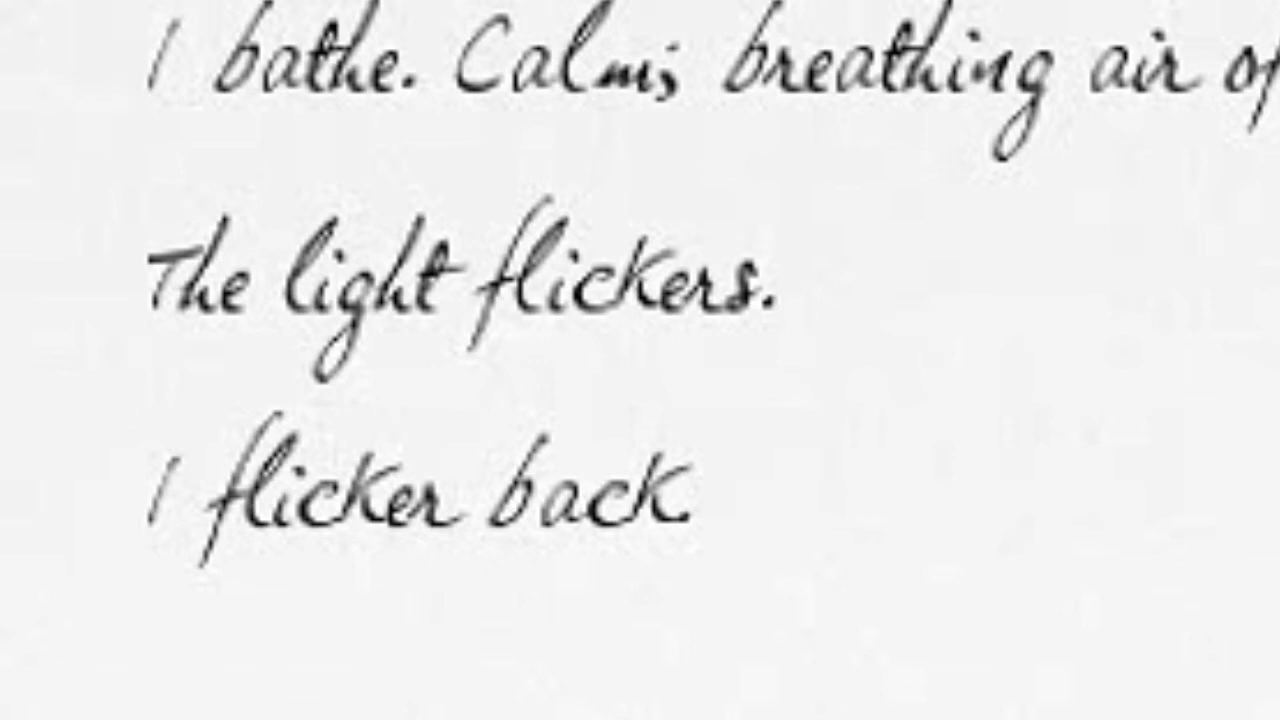 I bathe. Calm; breathing air of
The light flickers.
I flicker back.